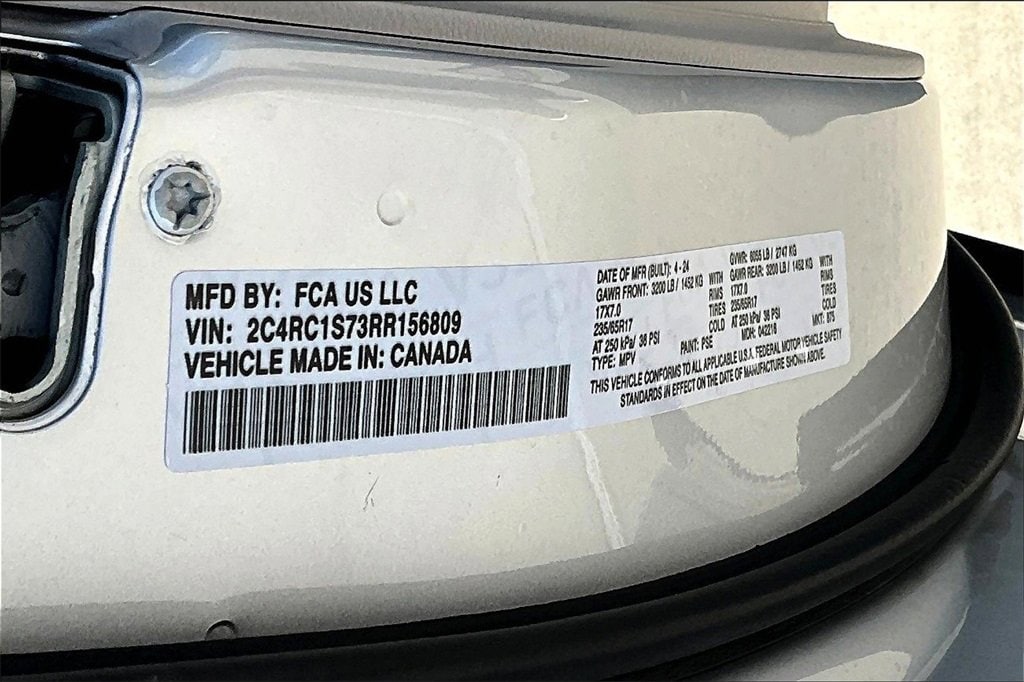 MFD BY: FCA US LLC
VIN: 2C4RC1S73RR156809
VEHICLE MADE IN: CANADA
DATE OF MFR (BUILT): 4 - 24 GVWR: 6055 LB / 2747 KG
GAWR FRONT: 3200 LB / 1452 KG WITH GAWR REAR: 3200 LB / 1452 KG WITH
17X7.0 RIMS 17X7.0 RIMS
235/65R17 TIRES 235/65R17 TIRES
AT 250 kPa/ 36 PSI COLD AT 250 kPa/ 36 PSI COLD
TYPE: MPV PAINT: PSE MDH: 042218 MKT: 875
THIS VEHICLE CONFORMS TO ALL APPLICABLE U.S.A. FEDERAL MOTOR VEHICLE SAFETY
STANDARDS IN EFFECT ON THE DATE OF MANUFACTURE SHOWN ABOVE.